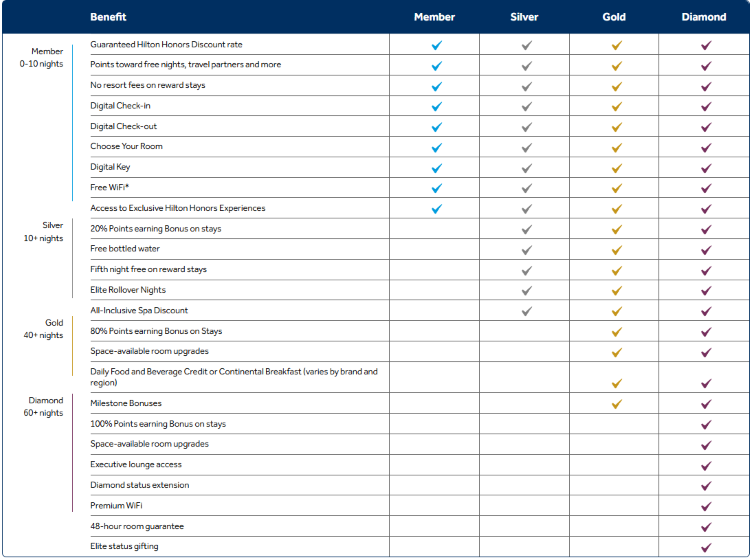 Benefit Member Silver Gold Diamond
Member
0-10 nights
Guaranteed Hilton Honors Discount rate
Points toward free nights, travel partners and more
No resort fees on reward stays
Digital Check-in
Digital Check-out
Choose Your Room
Digital Key
Free WiFi*
Access to Exclusive Hilton Honors Experiences
Silver
10+ nights
20% Points earning Bonus on stays
Free bottled water
Fifth night free on reward stays
Elite Rollover Nights
All-Inclusive Spa Discount
Gold
40+ nights
80% Points earning Bonus on Stays
Space-available room upgrades
Daily Food and Beverage Credit or Continental Breakfast (varies by brand and
region)
Milestone Bonuses
Diamond
60+ nights
100% Points earning Bonus on stays
Space-available room upgrades
Executive lounge access
Diamond status extension
Premium WiFi
48-hour room guarantee
Elite status gifting